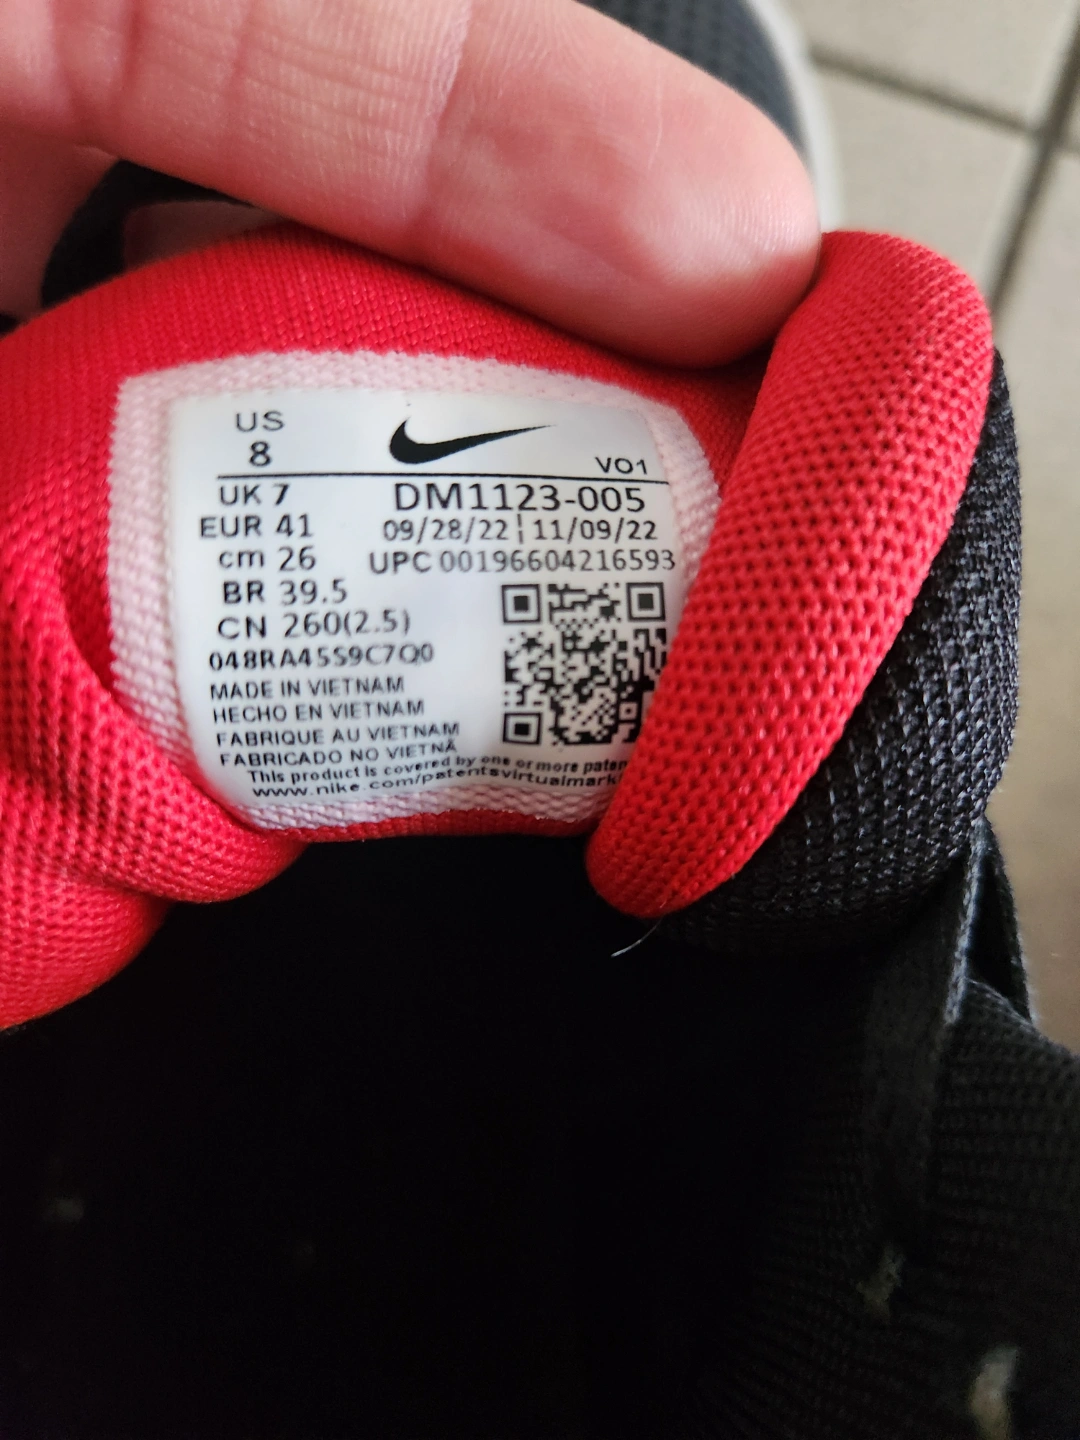 US
8
VO1
UK 7
DM1123-005
EUR 41
09/28/22 ¦ 11/09/22
cm 26
UPC 00196604216593
BR 39.5
CN 260(2.5)
048RA45S9C7Q0
MADE IN VIETNAM
HECHO EN VIETNAM
FABRIQUE AU VIETNAM
FABRICADO NO VIETNÃ
This product is covered by one or more
www.nike.com/patentsvirtualmark